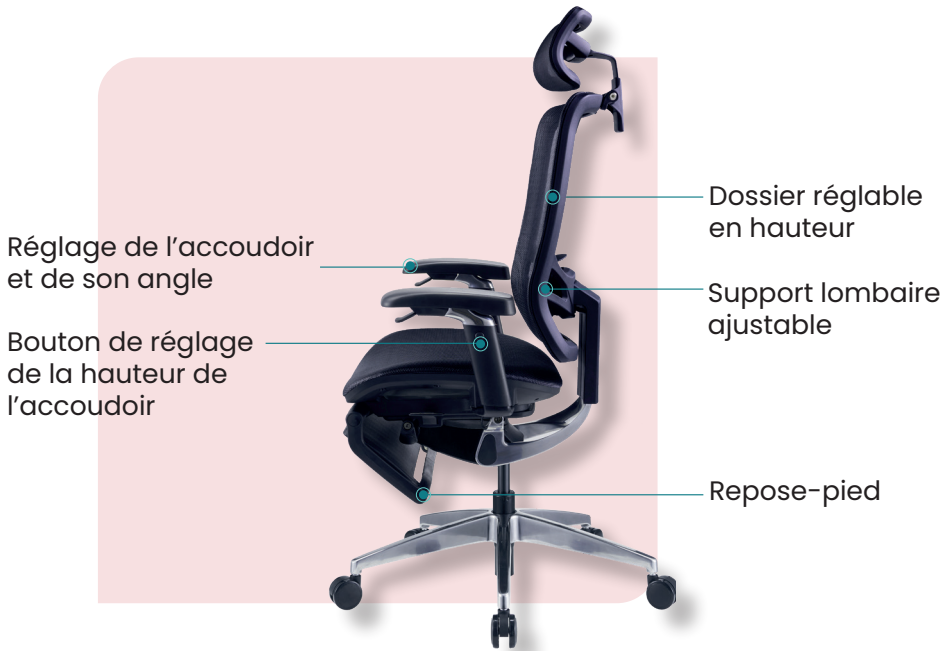 Dossier réglable
en hauteur
Réglage de l’accoudoir
et de son angle
Support lombaire
ajustable
Bouton de réglage
de la hauteur de
l’accoudoir
Repose-pied